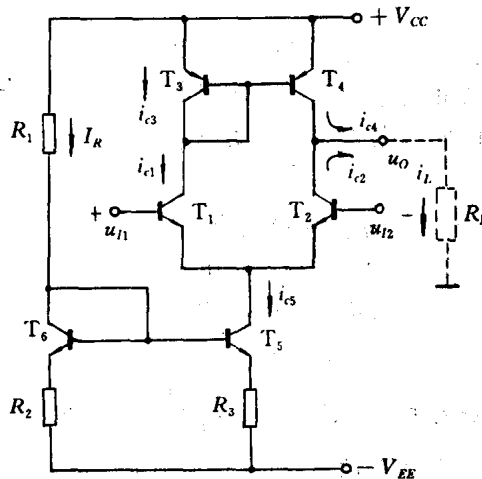 + V_CC
T_3
T_4
i_c3
i_c4
R_1
I_R
i_c1
i_c2
u_O
i_L
+
T_1
T_2
−
R
u_I1
u_I2
i_c5
T_6
T_5
R_2
R_3
− V_EE